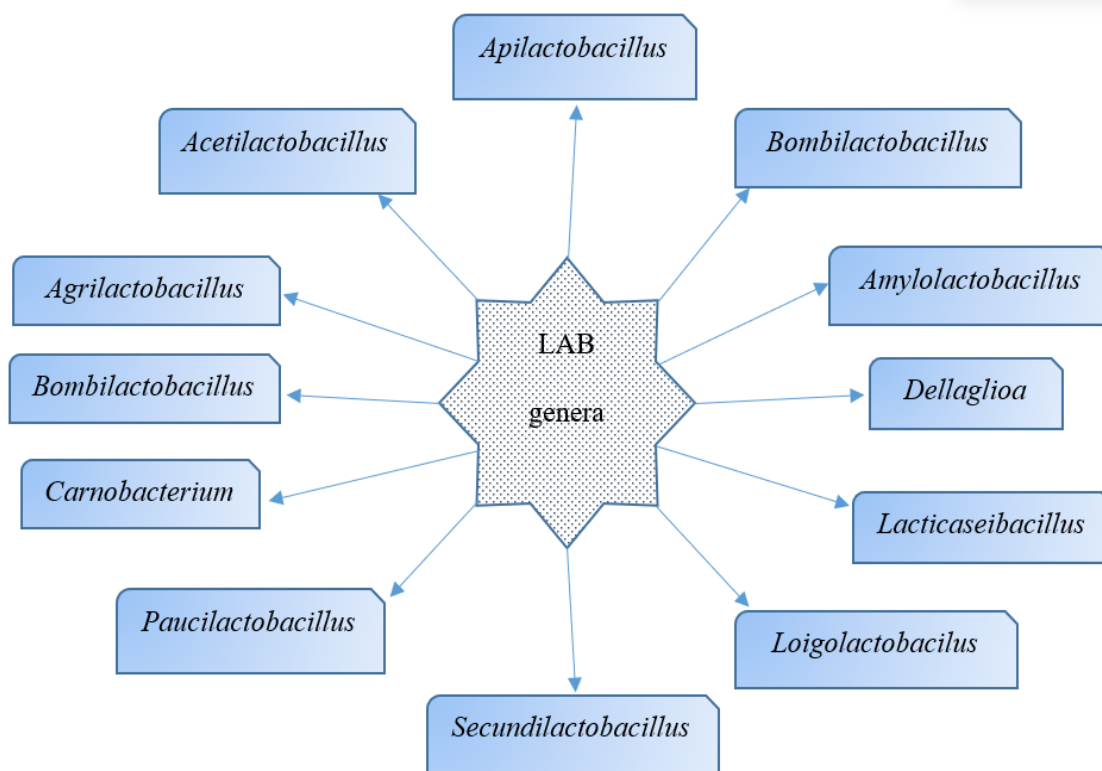 Apilactobacillus
Acetilactobacillus
Bombilactobacillus
Agrilactobacillus
Amylolactobacillus
LAB
genera
Bombilactobacillus
Dellaglioa
Carnobacterium
Lacticaseibacillus
Paucilactobacillus
Loigolactobacilus
Secundilactobacillus